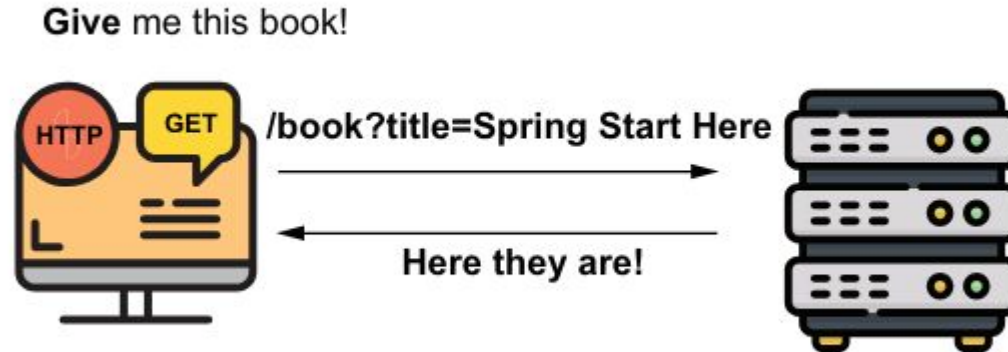 Give me this book!
HTTP
GET
/book?title=Spring Start Here
Here they are!